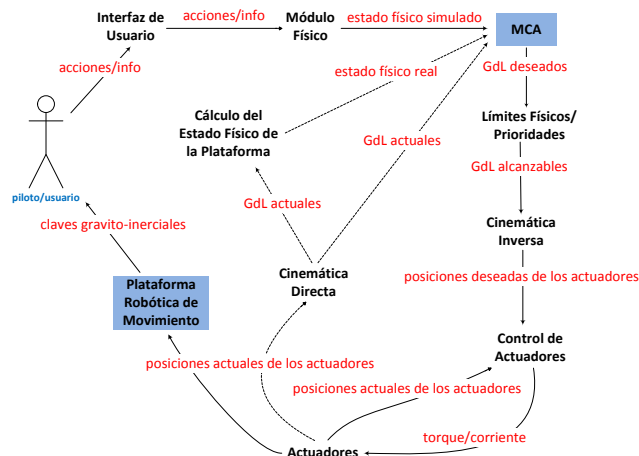 Interfaz de
Usuario
acciones/info
Módulo
Físico
estado físico simulado
MCA
acciones/info
estado físico real
GdL deseados
Cálculo del
Estado Físico de
la Plataforma
Límites Físicos/
Prioridades
GdL actuales
GdL alcanzables
piloto/usuario
GdL actuales
claves gravito-inerciales
Cinemática
Inversa
Cinemática
Directa
posiciones deseadas de los actuadores
Plataforma
Robótica de
Movimiento
Control de
Actuadores
posiciones actuales de los actuadores
posiciones actuales de los actuadores
torque/corriente
Actuadores